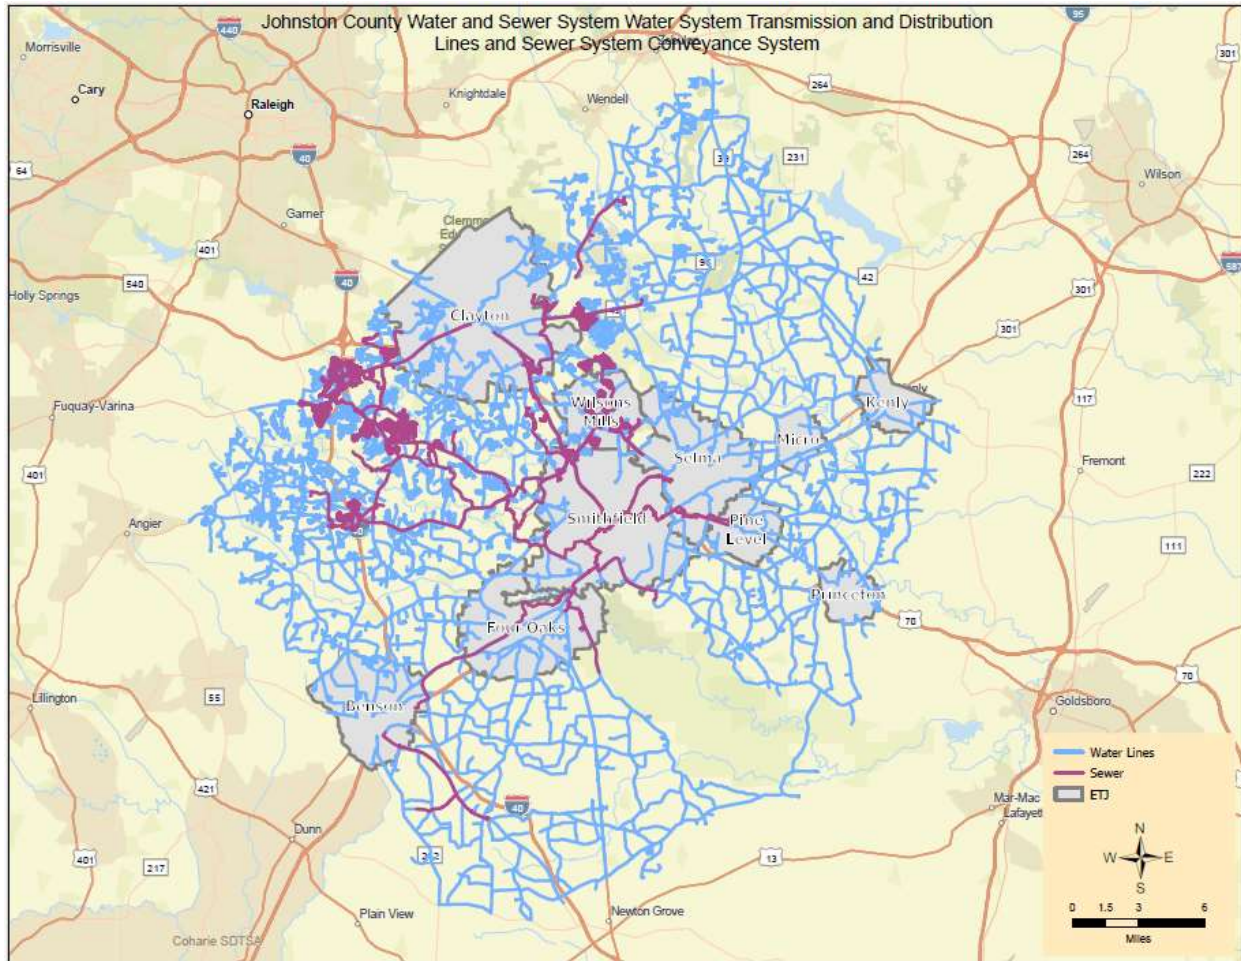 Johnston County Water and Sewer System Water System Transmission and Distribution
Lines and Sewer System Conveyance System
95
440
Morrisville
301
Cary
Knightdale
Wendell
264
Raleigh
40
231
264
64
Wilson
Garner
401
40
96
587
42
540
301
Holly Springs
301
Clayton
Kenly
117
Fuquay-Varina
Wilsons
Mills
Micro
Selma
Fremont
401
222
Angier
Smithfield
Pine
Level
111
Princeton
70
Four Oaks
70
Lillington
55
Benson
Goldsboro
Water Lines
Sewer
ETJ
421
40
Mar-Mac
Lafayett
Dunn
N
W E
S
401
217
13
0 1.5 3 6
Miles
Plain View
Newton Grove
Coharie SDTSA